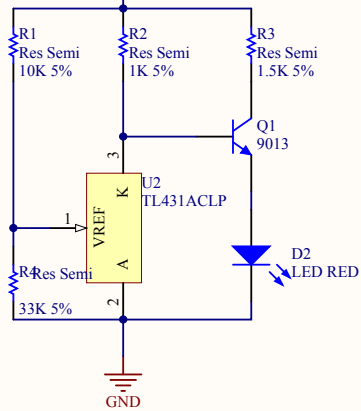 R1
Res Semi
10K 5%
R2
Res Semi
1K 5%
R3
Res Semi
1.5K 5%
Q1
9013
3
U2
TL431ACLP
K
1
VREF
A
2
R4
Res Semi
33K 5%
D2
LED RED
GND